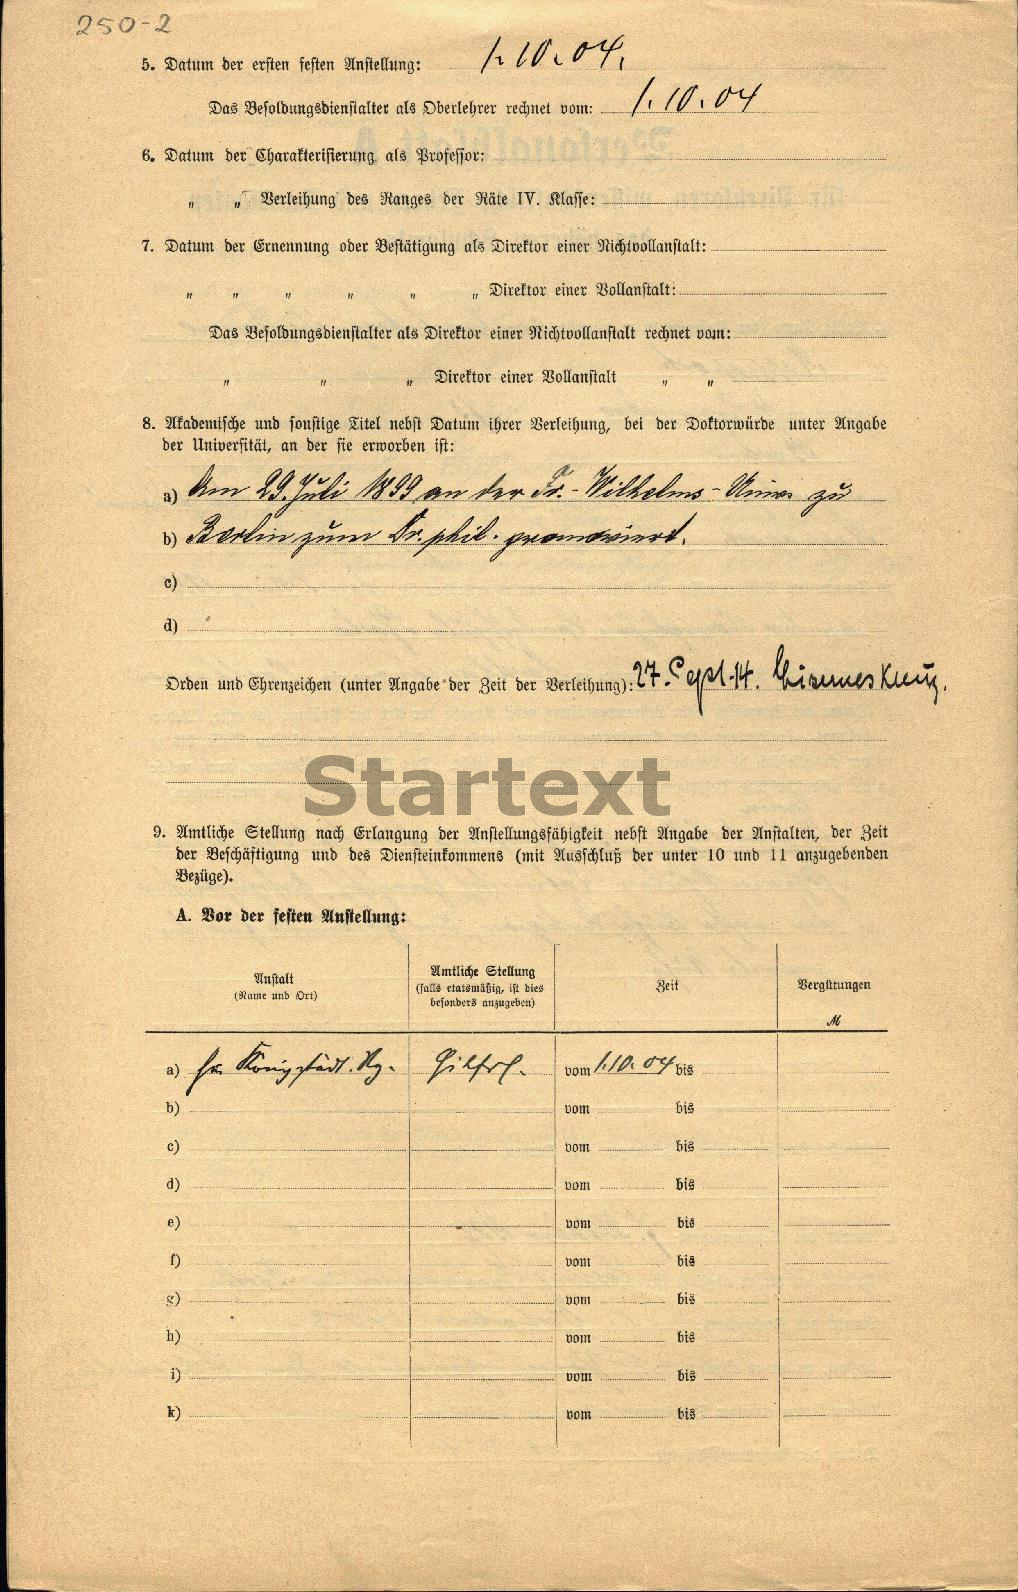 250-2
5. Datum der ersten festen Anstellung: 1.10.04.
Das Besoldungsdienstalter als Oberlehrer rechnet vom: 1.10.04
6. Datum der Charakterisierung als Professor:
„ „ Verleihung des Ranges der Räte IV. Klasse:
7. Datum der Ernennung oder Bestätigung als Direktor einer Nichtvollanstalt:
„ „ „ „ „ „ Direktor einer Vollanstalt:
Das Besoldungsdienstalter als Direktor einer Nichtvollanstalt rechnet vom:
„ „ „ Direktor einer Vollanstalt „ „
8. Akademische und sonstige Titel nebst Datum ihrer Verleihung, bei der Doktorwürde unter Angabe
der Universität, an der sie erworben ist:
a) Am 29. Juli 1899 an der Fr.-Wilhelms-Univ. zu
b) Berlin zum Dr. phil. promoviert.
c)
d)
Orden und Ehrenzeichen (unter Angabe der Zeit der Verleihung): 27. Sept. 14. Eisernes Kreuz.
Startext
9. Amtliche Stellung nach Erlangung der Anstellungsfähigkeit nebst Angabe der Anstalten, der Zeit
der Beschäftigung und des Diensteinkommens (mit Ausschluß der unter 10 und 11 anzugebenden
Bezüge).
A. Vor der festen Anstellung:
Anstalt
(Name und Ort)
Amtliche Stellung
(falls etatsmäßig, ist dies
besonders anzugeben)
Zeit
Vergütungen
M
a) Königstädt. Rg. Hilfsl. vom 1.10.04 bis
b) vom bis
c) vom bis
d) vom bis
e) vom bis
f) vom bis
g) vom bis
h) vom bis
i) vom bis
k) vom bis